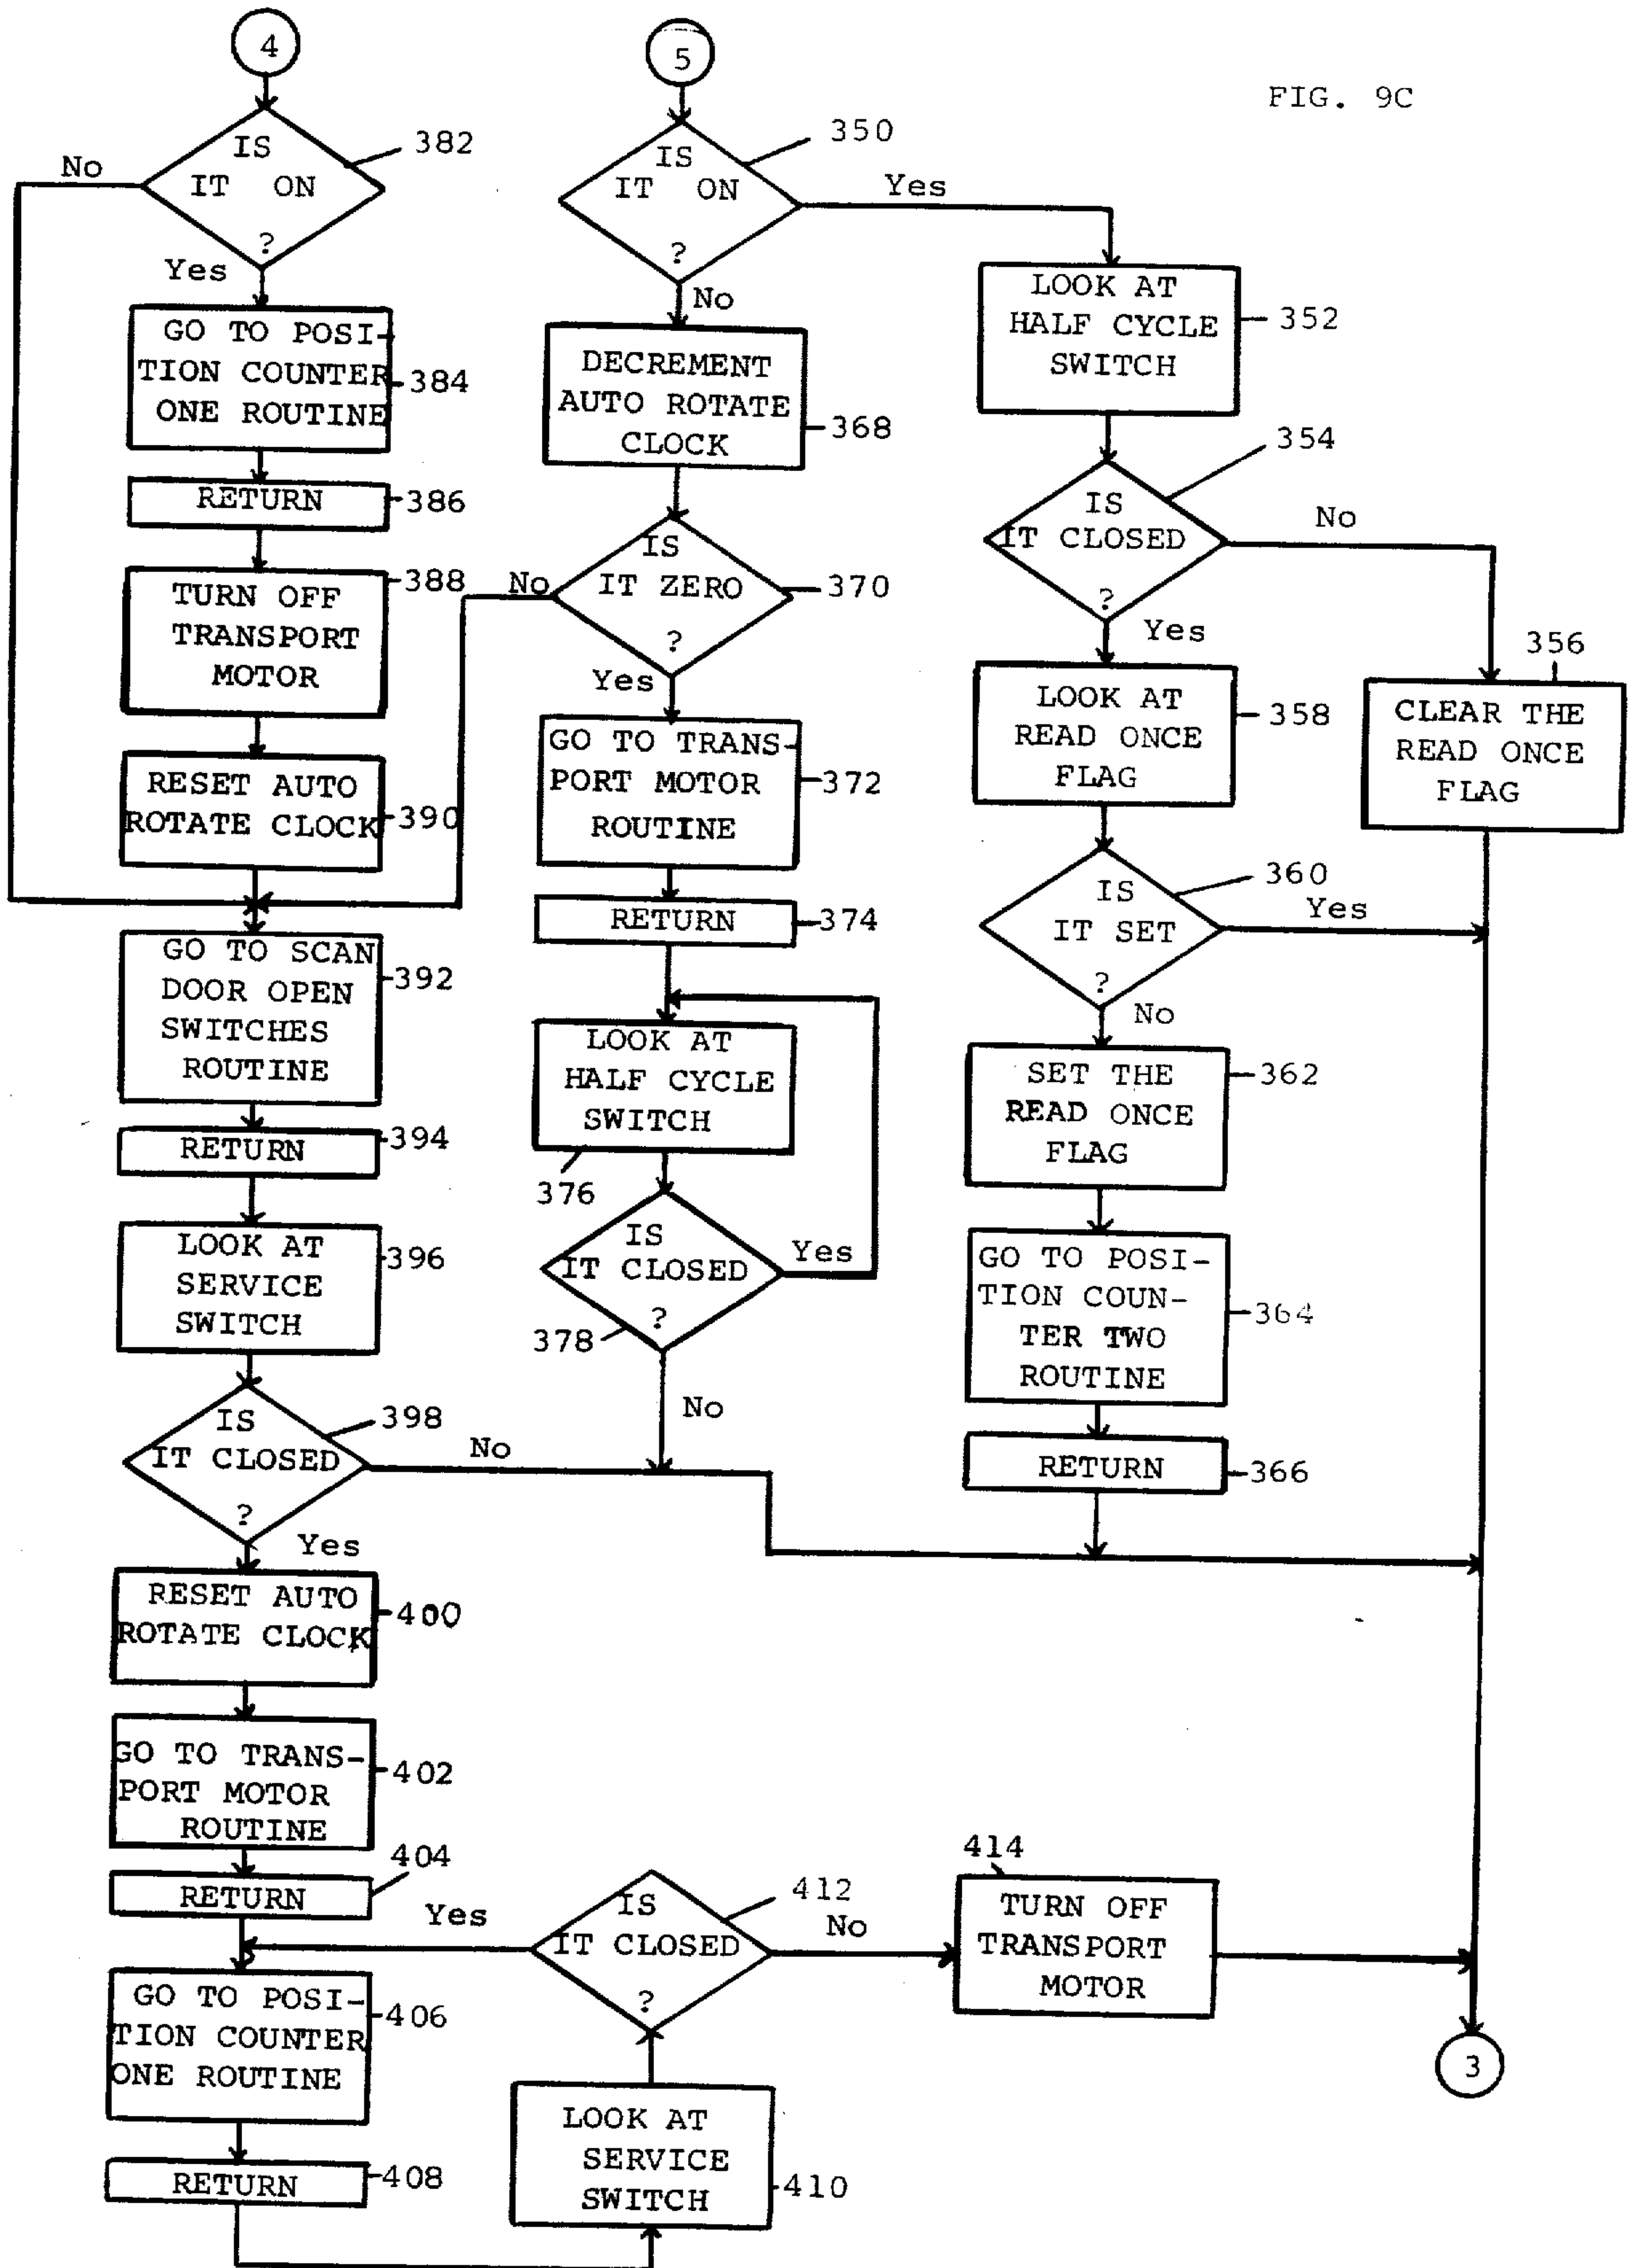 FIG. 9C
4
IS
IT ON
?
382
No
Yes
GO TO POSI-
TION COUNTER
ONE ROUTINE
384
RETURN
386
TURN OFF
TRANSPORT
MOTOR
388
RESET AUTO
ROTATE CLOCK
390
GO TO SCAN
DOOR OPEN
SWITCHES
ROUTINE
392
RETURN
394
LOOK AT
SERVICE
SWITCH
396
IS
IT CLOSED
?
398
No
Yes
RESET AUTO
ROTATE CLOCK
400
GO TO TRANS-
PORT MOTOR
ROUTINE
402
404
RETURN
GO TO POSI-
TION COUNTER
ONE ROUTINE
406
RETURN
408
5
IS
IT ON
?
350
Yes
No
DECREMENT
AUTO ROTATE
CLOCK
368
IS
IT ZERO
?
370
No
Yes
GO TO TRANS-
PORT MOTOR
ROUTINE
372
RETURN
374
LOOK AT
HALF CYCLE
SWITCH
376
IS
IT CLOSED
?
378
Yes
No
LOOK AT
HALF CYCLE
SWITCH
352
354
IS
IT CLOSED
?
No
Yes
356
CLEAR THE
READ ONCE
FLAG
LOOK AT
READ ONCE
FLAG
358
IS
IT SET
?
360
Yes
No
SET THE
READ ONCE
FLAG
362
GO TO POSI-
TION COUN-
TER TWO
ROUTINE
364
RETURN
366
LOOK AT
SERVICE
SWITCH
410
IS
IT CLOSED
?
412
Yes
No
414
TURN OFF
TRANSPORT
MOTOR
3